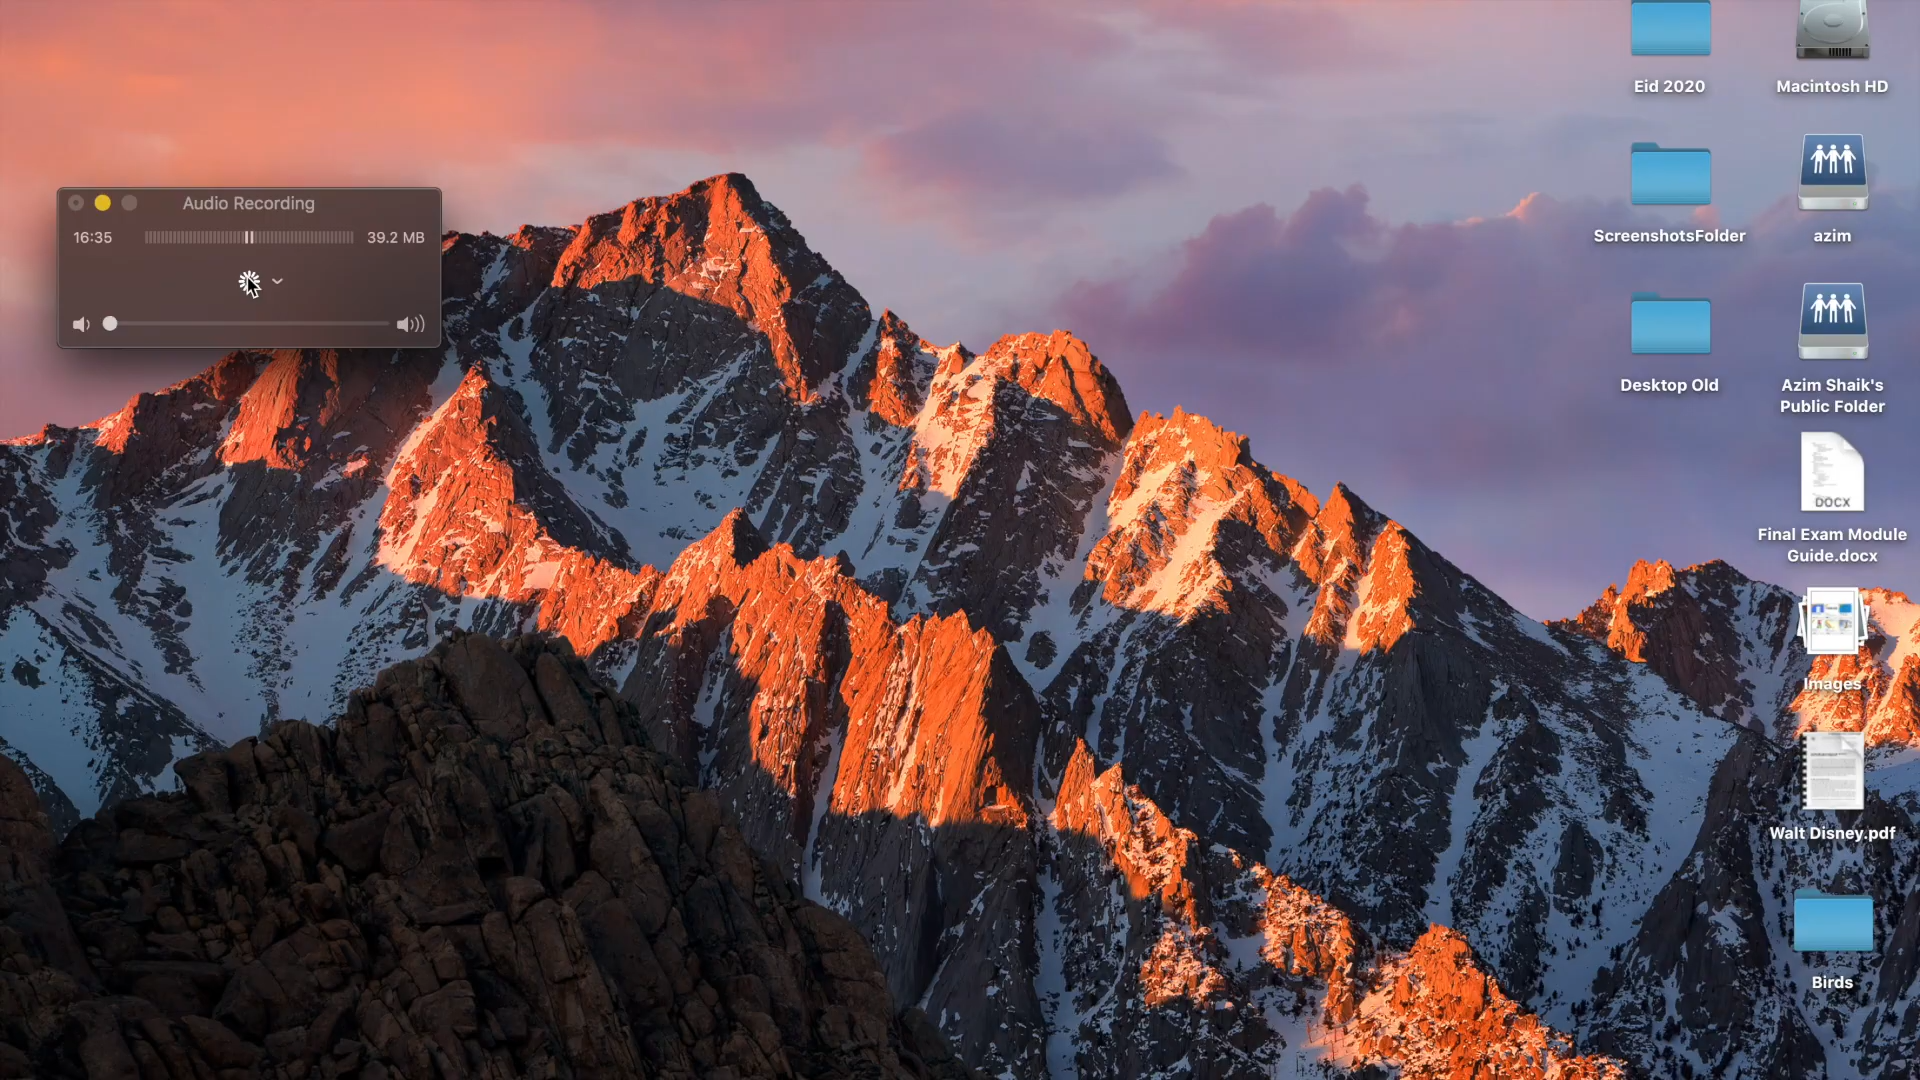 Audio Recording
16:35
39.2 MB
Eid 2020
Macintosh HD
ScreenshotsFolder
azim
Desktop Old
Azim Shaik's
Public Folder
DOCX
Final Exam Module
Guide.docx
Images
Walt Disney.pdf
Birds